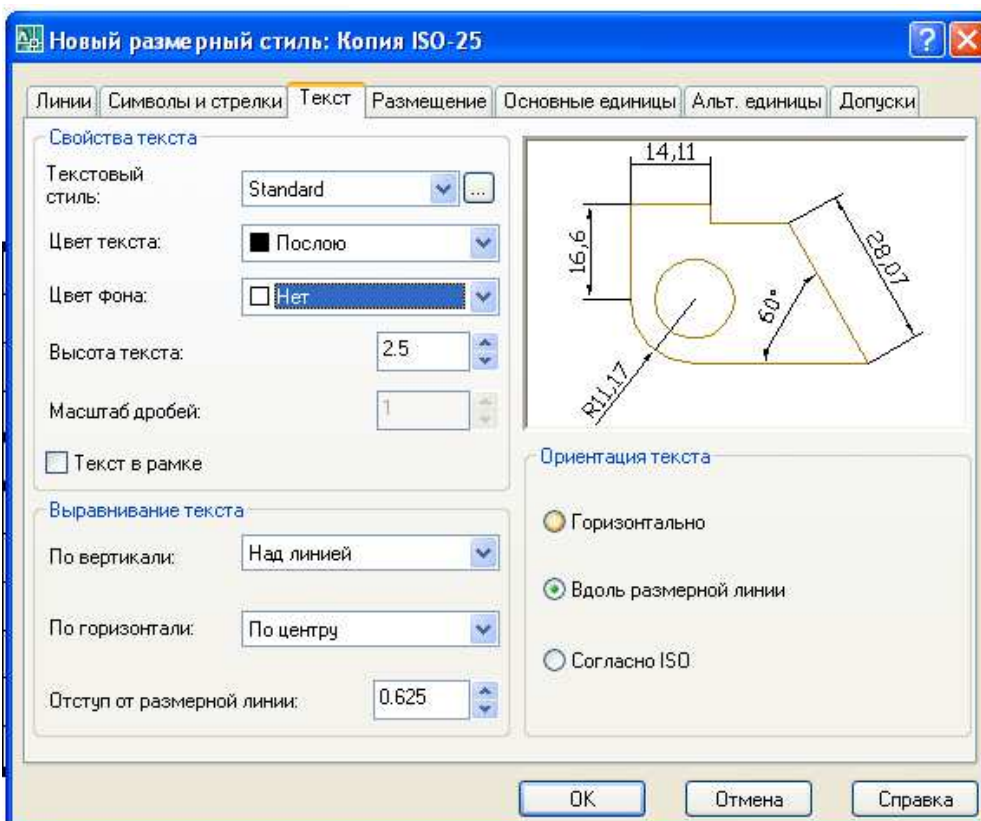 Новый размерный стиль: Копия ISO-25
Линии Символы и стрелки Текст Размещение Основные единицы Альт. единицы Допуски
Свойства текста
Текстовый
стиль:
Standard
...
Цвет текста:
Послою
Цвет фона:
Нет
Высота текста:
2.5
Масштаб дробей:
1
Текст в рамке
Выравнивание текста
По вертикали:
Над линией
По горизонтали:
По центру
Отступ от размерной линии:
0.625
14,11
16,6
28,07
60°
R11,17
Ориентация текста
Горизонтально
Вдоль размерной линии
Согласно ISO
OK Отмена Справка